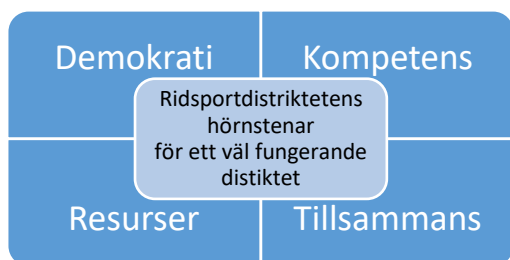 Demokrati
Kompetens
Ridsportdistriktetens
hörnstenar
för ett väl fungerande
distiktet
Resurser
Tillsammans